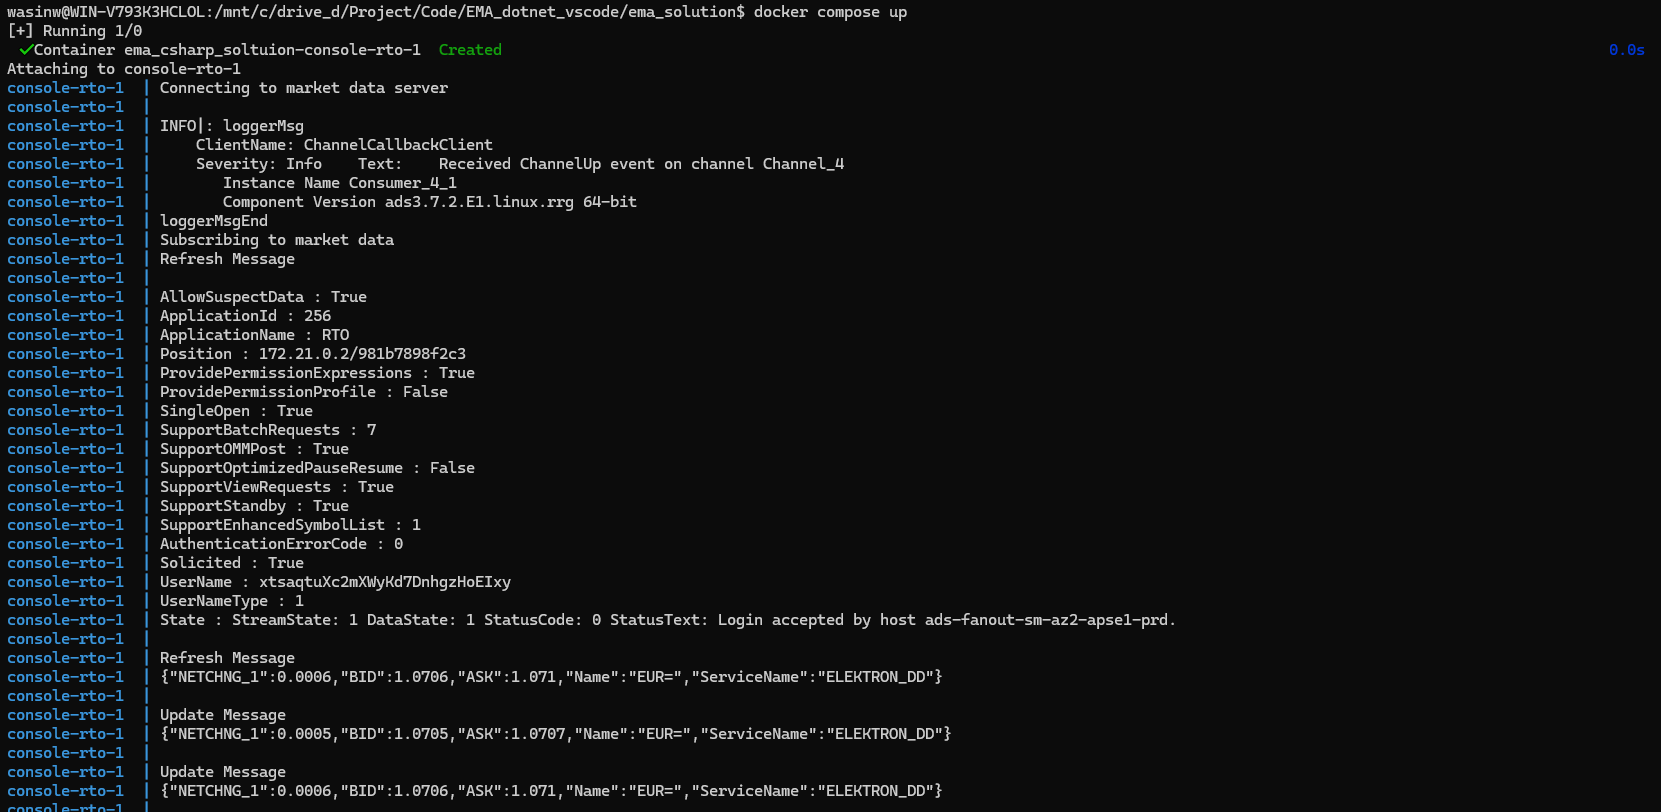 wasinw@WIN-V793K3HCLOL:/mnt/c/drive_d/Project/Code/EMA_dotnet_vscode/ema_solution$ docker compose up
[+] Running 1/0
✓Container ema_csharp_soltuion-console-rto-1  Created 0.0s
Attaching to console-rto-1
console-rto-1  | Connecting to market data server
console-rto-1  |
console-rto-1  | INFO|: loggerMsg
console-rto-1  |     ClientName: ChannelCallbackClient
console-rto-1  |     Severity: Info    Text:    Received ChannelUp event on channel Channel_4
console-rto-1  |        Instance Name Consumer_4_1
console-rto-1  |        Component Version ads3.7.2.E1.linux.rrg 64-bit
console-rto-1  | loggerMsgEnd
console-rto-1  | Subscribing to market data
console-rto-1  | Refresh Message
console-rto-1  |
console-rto-1  | AllowSuspectData : True
console-rto-1  | ApplicationId : 256
console-rto-1  | ApplicationName : RTO
console-rto-1  | Position : 172.21.0.2/981b7898f2c3
console-rto-1  | ProvidePermissionExpressions : True
console-rto-1  | ProvidePermissionProfile : False
console-rto-1  | SingleOpen : True
console-rto-1  | SupportBatchRequests : 7
console-rto-1  | SupportOMMPost : True
console-rto-1  | SupportOptimizedPauseResume : False
console-rto-1  | SupportViewRequests : True
console-rto-1  | SupportStandby : True
console-rto-1  | SupportEnhancedSymbolList : 1
console-rto-1  | AuthenticationErrorCode : 0
console-rto-1  | Solicited : True
console-rto-1  | UserName : xtsaqtuXc2mXWyKd7DnhgzHoEIxy
console-rto-1  | UserNameType : 1
console-rto-1  | State : StreamState: 1 DataState: 1 StatusCode: 0 StatusText: Login accepted by host ads-fanout-sm-az2-apse1-prd.
console-rto-1  |
console-rto-1  | Refresh Message
console-rto-1  | {"NETCHNG_1":0.0006,"BID":1.0706,"ASK":1.071,"Name":"EUR=","ServiceName":"ELEKTRON_DD"}
console-rto-1  |
console-rto-1  | Update Message
console-rto-1  | {"NETCHNG_1":0.0005,"BID":1.0705,"ASK":1.0707,"Name":"EUR=","ServiceName":"ELEKTRON_DD"}
console-rto-1  |
console-rto-1  | Update Message
console-rto-1  | {"NETCHNG_1":0.0006,"BID":1.0706,"ASK":1.071,"Name":"EUR=","ServiceName":"ELEKTRON_DD"}
console-rto-1  |